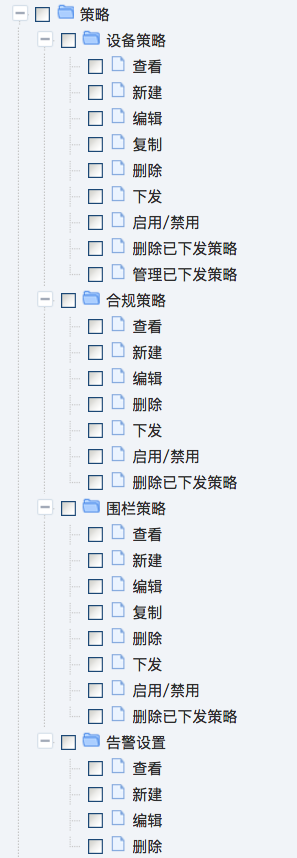 策略
设备策略
查看
新建
编辑
复制
删除
下发
启用/禁用
删除已下发策略
管理已下发策略
合规策略
查看
新建
编辑
删除
下发
启用/禁用
删除已下发策略
围栏策略
查看
新建
编辑
复制
删除
下发
启用/禁用
删除已下发策略
告警设置
查看
新建
编辑
删除